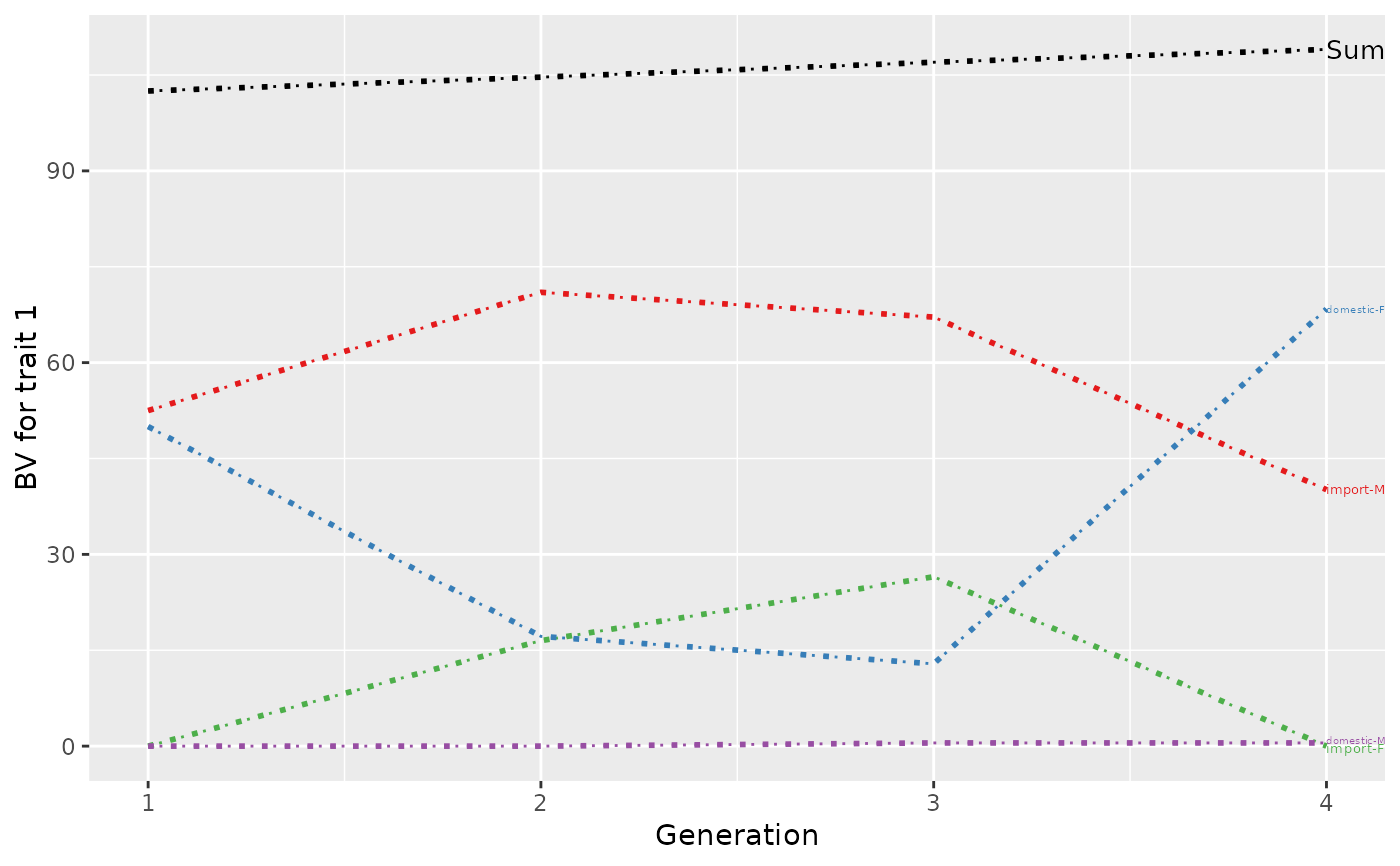 Sum
90
60
30
0
domestic-F
import-M
domestic-M
import-F
1 2 3 4
Generation
BV for trait 1